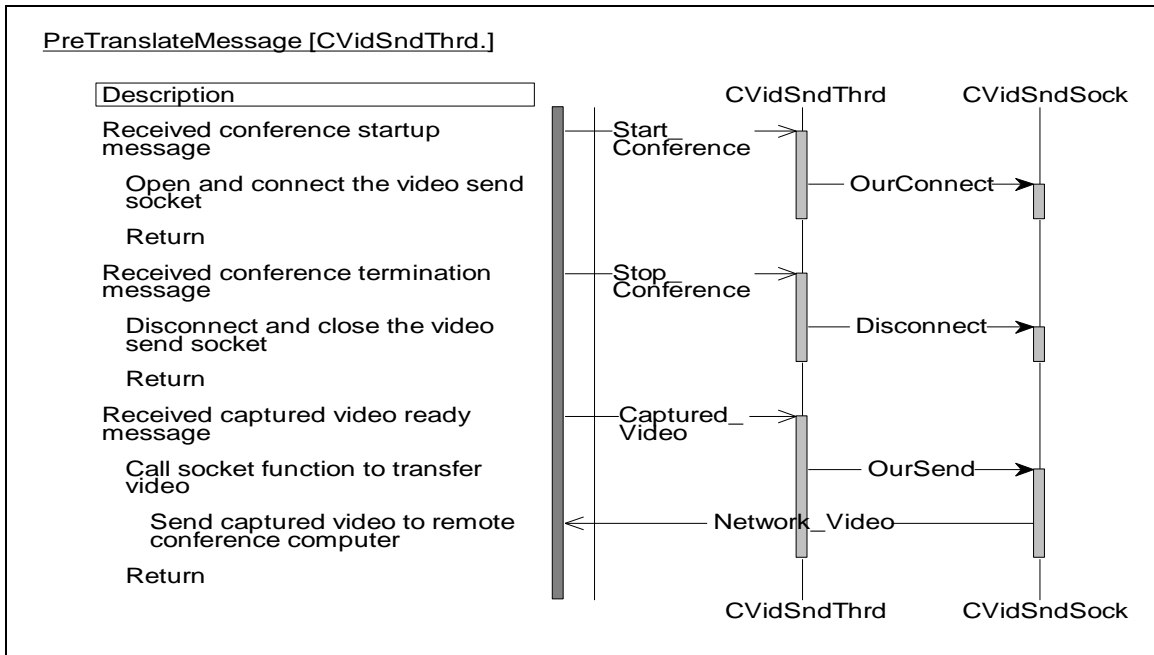 PreTranslateMessage [CVidSndThrd.]
Description
CVidSndThrd
CVidSndSock
Received conference startup
message
Start_
Conference
Open and connect the video send
socket
OurConnect
Return
Received conference termination
message
Stop_
Conference
Disconnect and close the video
send socket
Disconnect
Return
Received captured video ready
message
Captured_
Video
Call socket function to transfer
video
OurSend
Send captured video to remote
conference computer
Network_Video
Return
CVidSndThrd
CVidSndSock